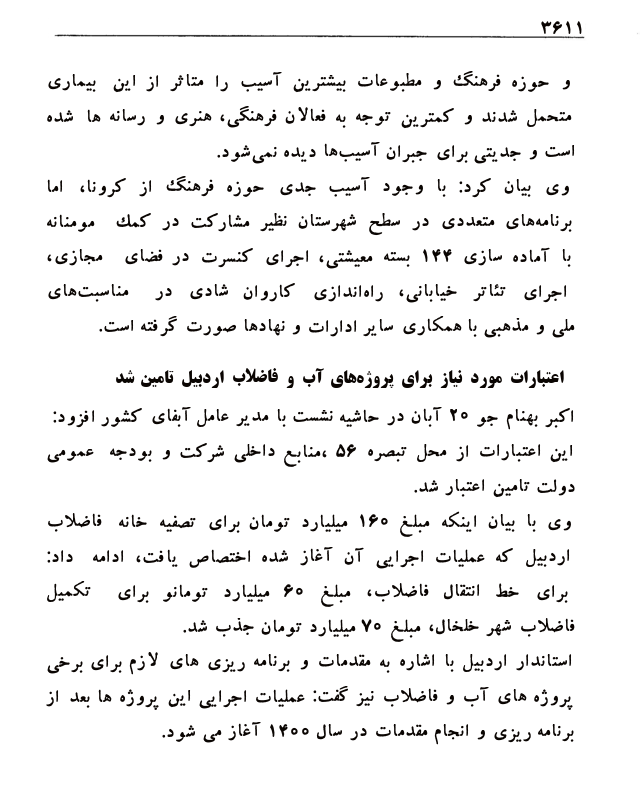 ۳۶۱۱
و حوزه فرهنگ و مطبوعات بیشترین آسیب را متاثر از این بیماری
متحمل شدند و کمترین توجه به فعالان فرهنگی، هنری و رسانه ها شده
است و جدیتی برای جبران آسیب‌ها دیده نمی‌شود.
وی بیان کرد: با وجود آسیب جدی حوزه فرهنگ از کرونا، اما
برنامه‌های متعددی در سطح شهرستان نظیر مشارکت در کمک مومنانه
با آماده سازی ۱۴۴ بسته معیشتی، اجرای کنسرت در فضای مجازی،
اجرای تئاتر خیابانی، راه‌اندازی کاروان شادی در مناسبت‌های
ملی و مذهبی با همکاری سایر ادارات و نهادها صورت گرفته است.
اعتبارات مورد نیاز برای پروژه‌های آب و فاضلاب اردبیل تامین شد
اکبر بهنام جو ۲۰ آبان در حاشیه نشست با مدیر عامل آبفای کشور افزود:
این اعتبارات از محل تبصره ۵۶ ،منابع داخلی شرکت و بودجه عمومی
دولت تامین اعتبار شد.
وی با بیان اینکه مبلغ ۱۶۰ میلیارد تومان برای تصفیه خانه فاضلاب
اردبیل که عملیات اجرایی آن آغاز شده اختصاص یافت، ادامه داد:
برای خط انتقال فاضلاب، مبلغ ۶۰ میلیارد تومانو برای تکمیل
فاضلاب شهر خلخال، مبلغ ۷۰ میلیارد تومان جذب شد.
استاندار اردبیل با اشاره به مقدمات و برنامه ریزی های لازم برای برخی
پروژه های آب و فاضلاب نیز گفت: عملیات اجرایی این پروژه ها بعد از
برنامه ریزی و انجام مقدمات در سال ۱۴۰۰ آغاز می شود.